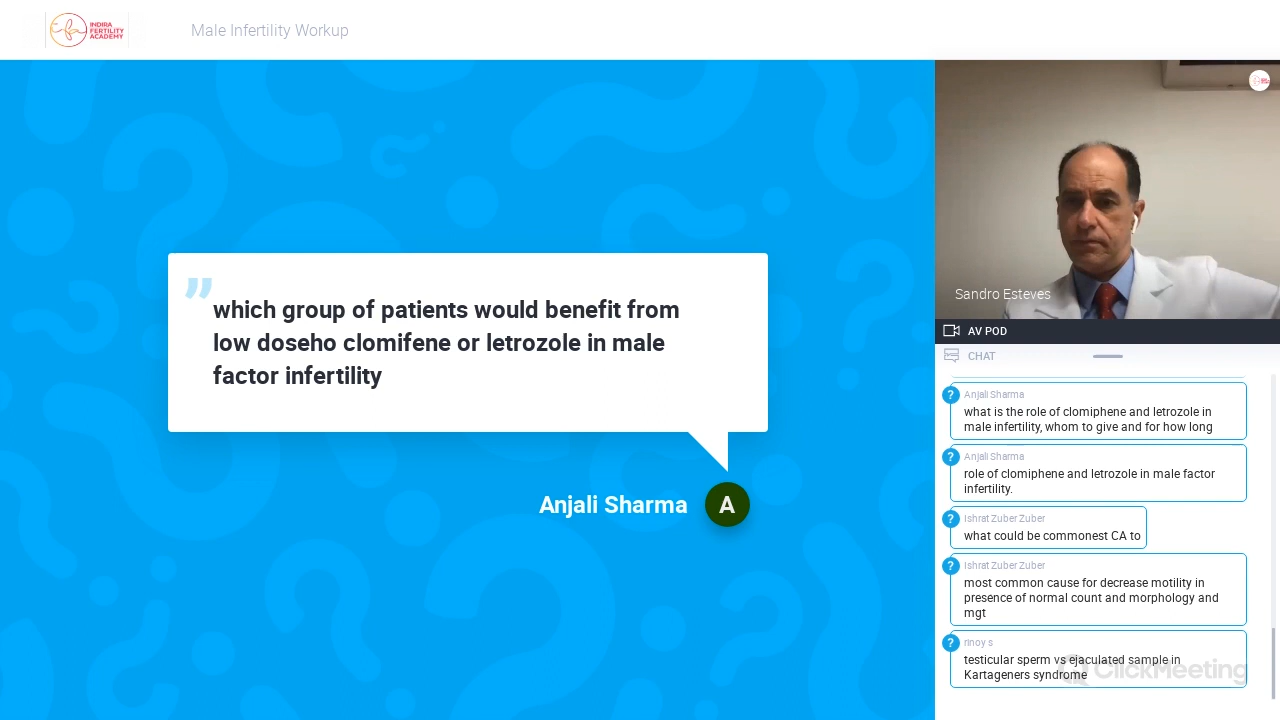 INDIRA
FERTILITY
ACADEMY
Male Infertility Workup
which group of patients would benefit from
low doseho clomifene or letrozole in male
factor infertility
Anjali Sharma
A
Sandro Esteves
AV POD
CHAT
? Anjali Sharma
what is the role of clomiphene and letrozole in
male infertility, whom to give and for how long
? Anjali Sharma
role of clomiphene and letrozole in male factor
infertility.
? Ishrat Zuber Zuber
what could be commonest CA to
? Ishrat Zuber Zuber
most common cause for decrease motility in
presence of normal count and morphology and
mgt
? rinoy s
testicular sperm vs ejaculated sample in
Kartageners syndrome
ClickMeeting